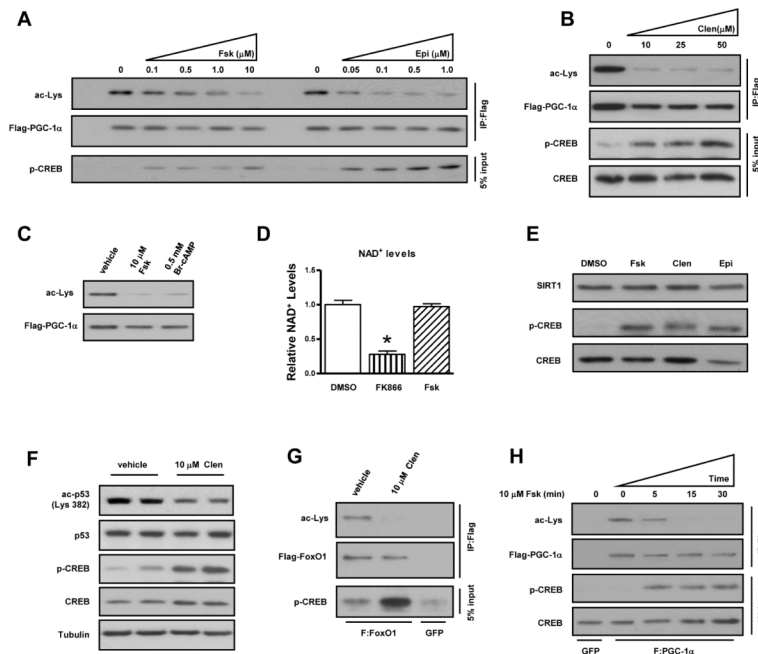 A
Fsk (μM)
Epi (μM)
0 0.1 0.5 1.0 10 0 0.05 0.1 0.5 1.0
ac-Lys
Flag-PGC-1α
IP:Flag
p-CREB
5% input
B
Clen(μM)
0 10 25 50
ac-Lys
Flag-PGC-1α
IP:Flag
p-CREB
CREB
5% input
C
vehicle
10 μM Fsk
0.5 mM Br-cAMP
ac-Lys
Flag-PGC-1α
D
NAD+ levels
Relative NAD+ Levels
1.5
1.0
0.5
0.0
*
DMSO FK866 Fsk
E
DMSO Fsk Clen Epi
SIRT1
p-CREB
CREB
F
vehicle 10 μM Clen
ac-p53
(Lys 382)
p53
p-CREB
CREB
Tubulin
G
vehicle
10 μM Clen
ac-Lys
Flag-FoxO1
IP:Flag
p-CREB
5% input
F:FoxO1 GFP
H
Time
10 μM Fsk (min) 0 0 5 15 30
ac-Lys
Flag-PGC-1α
p-CREB
CREB
GFP F:PGC-1α